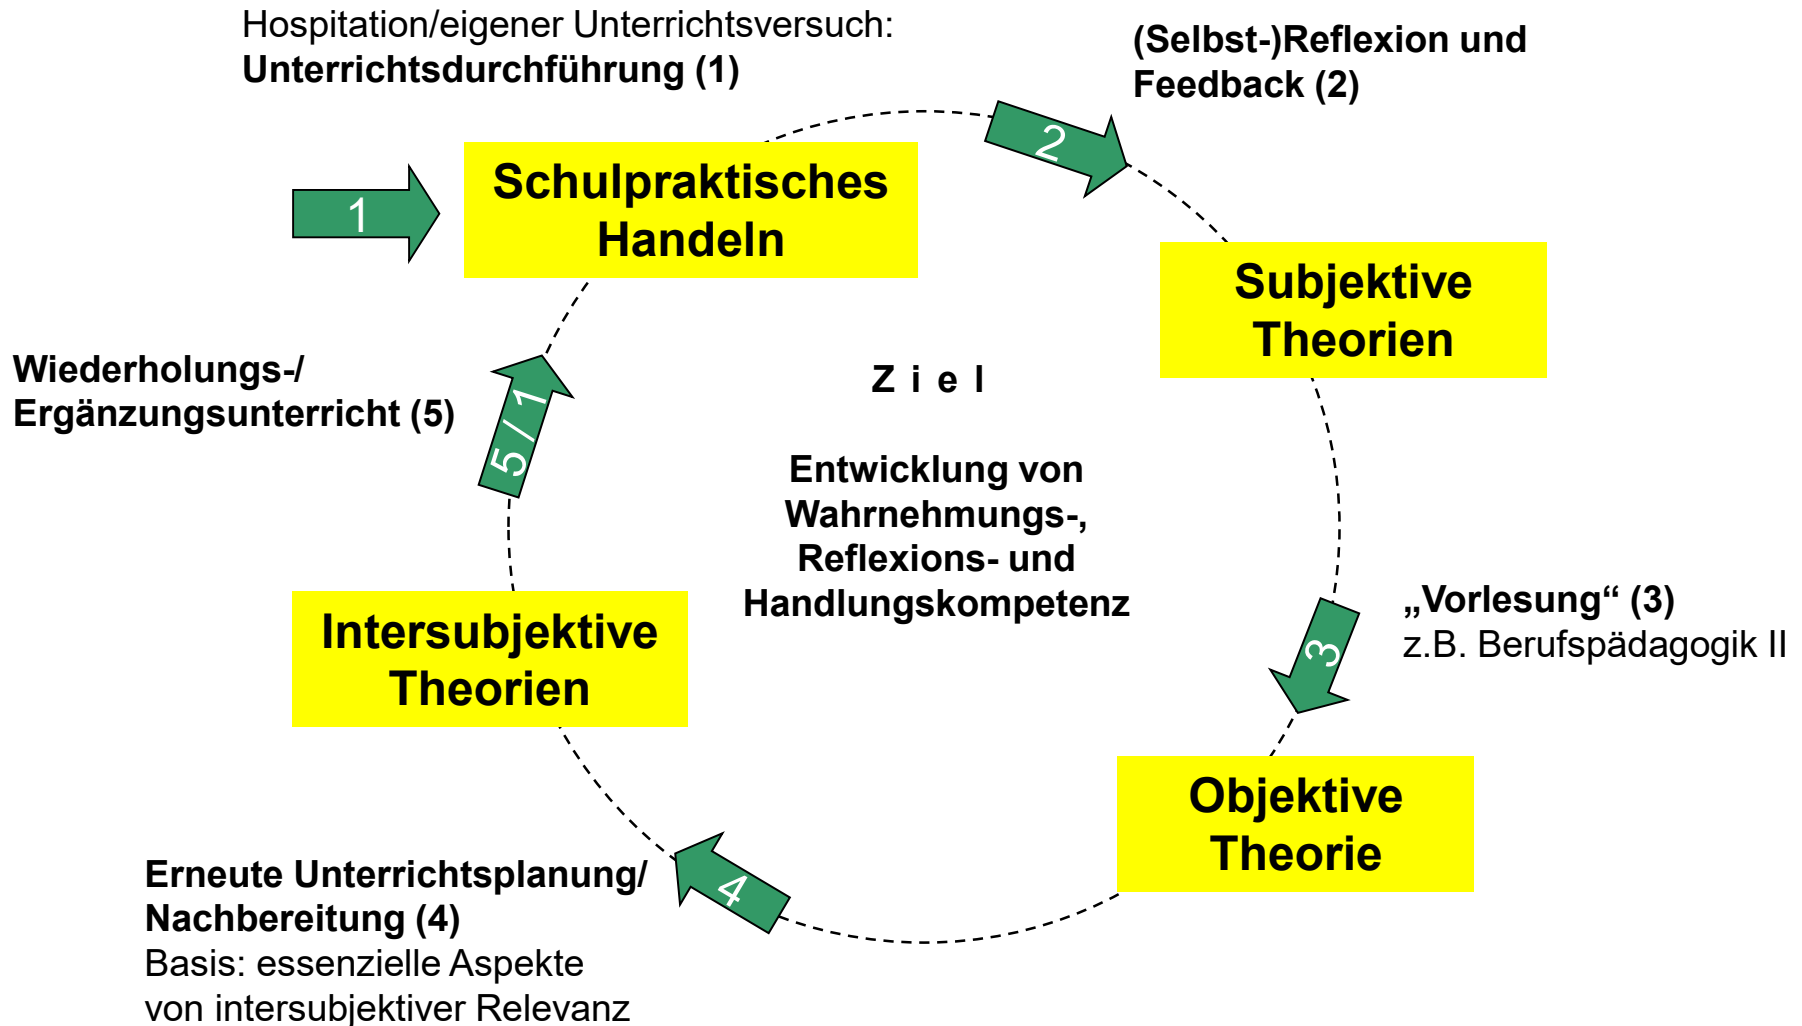 Hospitation/eigener Unterrichtsversuch:
Unterrichtsdurchführung (1)
(Selbst-)Reflexion und
Feedback (2)
1
Schulpraktisches
Handeln
2
Subjektive
Theorien
Wiederholungs-/
Ergänzungsunterricht (5)
5 / 1
Z i e l
Entwicklung von
Wahrnehmungs-,
Reflexions- und
Handlungskompetenz
„Vorlesung“ (3)
z.B. Berufspädagogik II
3
Intersubjektive
Theorien
Objektive
Theorie
4
Erneute Unterrichtsplanung/
Nachbereitung (4)
Basis: essenzielle Aspekte
von intersubjektiver Relevanz